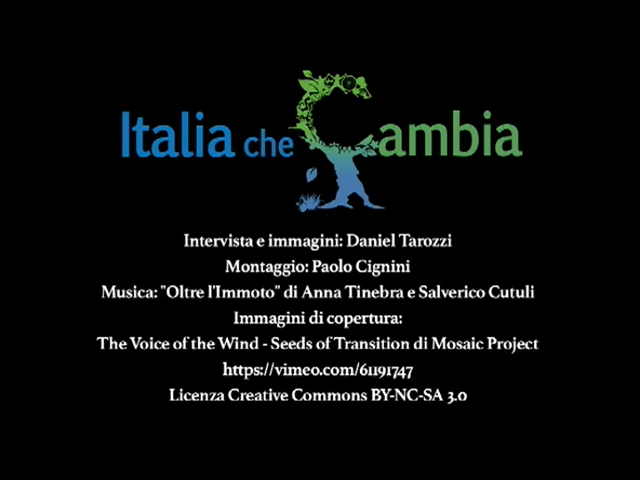 Italia che Cambia
Intervista e immagini: Daniel Tarozzi
Montaggio: Paolo Cignini
Musica: "Oltre l'Immoto" di Anna Tinebra e Salverico Cutuli
Immagini di copertura:
The Voice of the Wind - Seeds of Transition di Mosaic Project
https://vimeo.com/61191747
Licenza Creative Commons BY-NC-SA 3.0